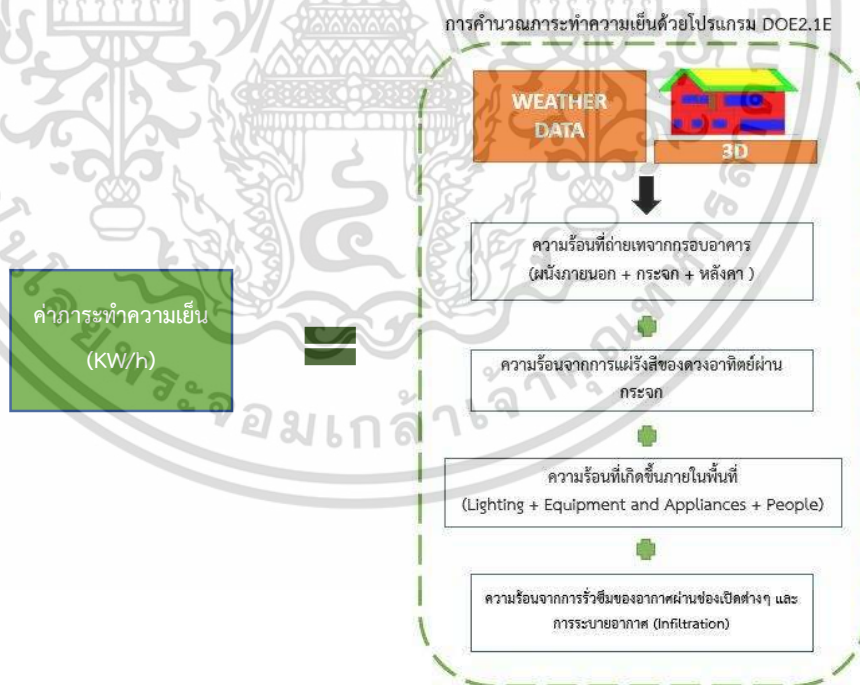 การคำนวณภาระทำความเย็นด้วยโปรแกรม DOE2.1E
WEATHER
DATA
3D
ความร้อนที่ถ่ายเทจากกรอบอาคาร
(ผนังภายนอก + กระจก + หลังคา )
ค่าภาระทำความเย็น
(KW/h)
ความร้อนจากการแผ่รังสีของดวงอาทิตย์ผ่าน
กระจก
ความร้อนที่เกิดขึ้นภายในพื้นที่
(Lighting + Equipment and Appliances + People)
ความร้อนจากการรั่วซึมของอากาศผ่านช่องเปิดต่างๆ และ
การระบายอากาศ (Infiltration)